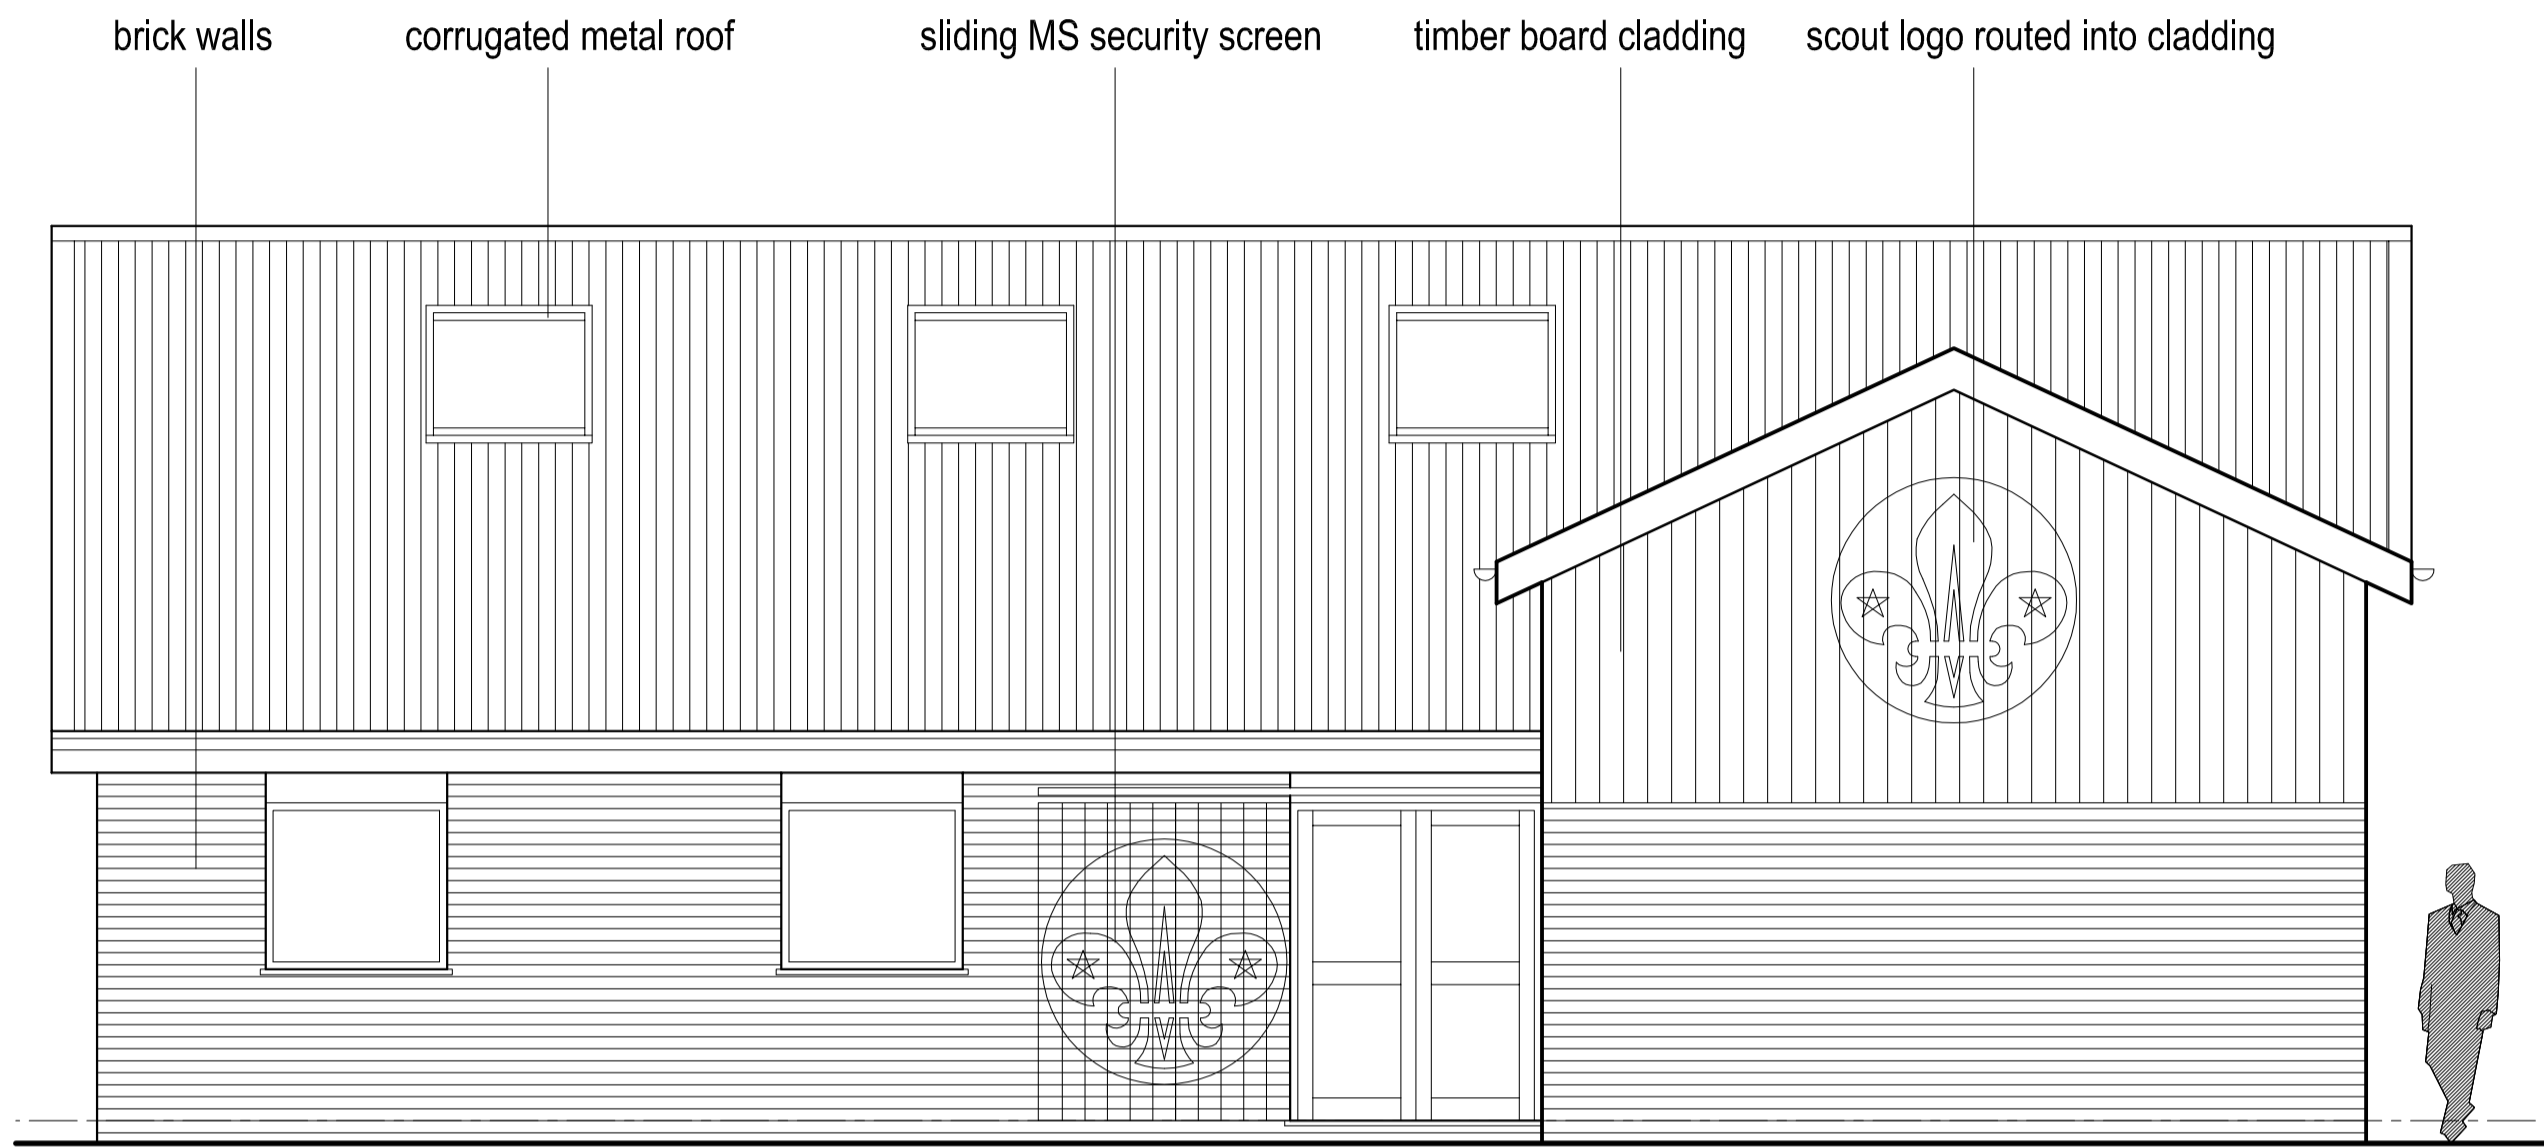 brick walls
corrugated metal roof
sliding MS security screen
timber board cladding
scout logo routed into cladding